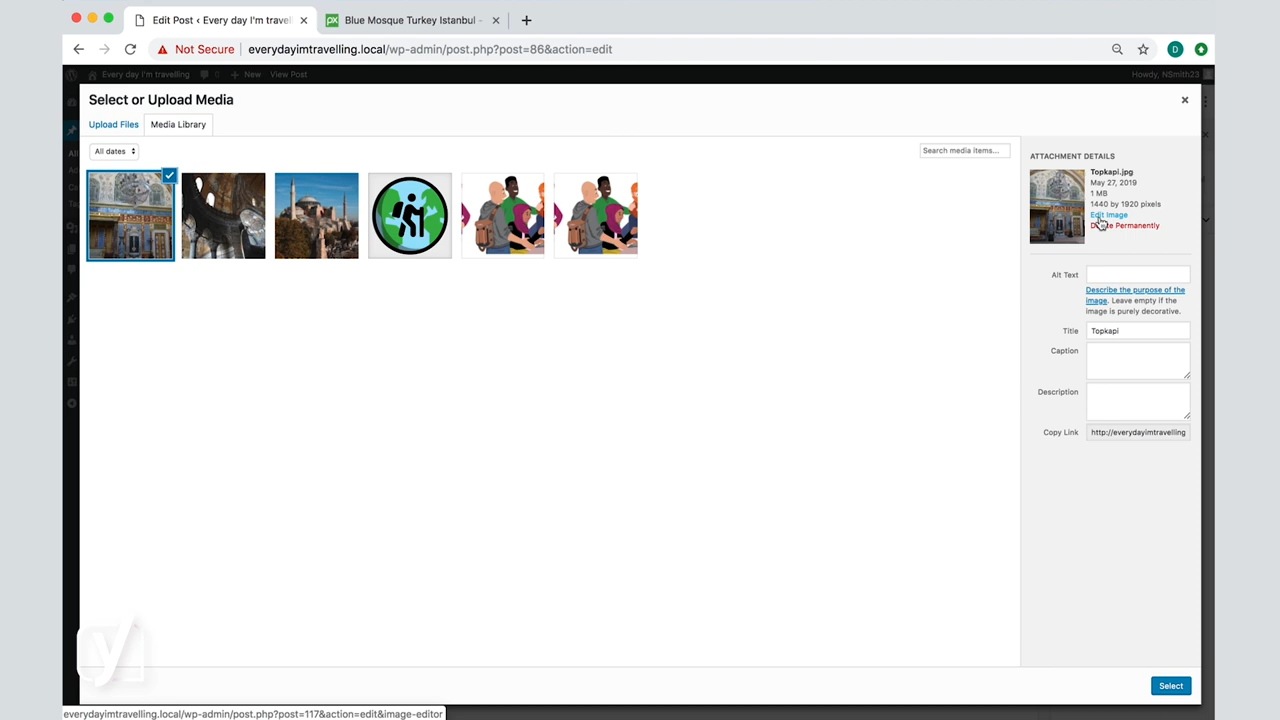 Edit Post ‹ Every day I'm travel
Blue Mosque Turkey Istanbul -
Not Secure
everydayimtravelling.local/wp-admin/post.php?post=86&action=edit
D
Every day I'm travelling
0
New
View Post
Howdy, NSmith23
Select or Upload Media
Upload Files
Media Library
All dates
Search media items...
ATTACHMENT DETAILS
Topkapi.jpg
May 27, 2019
1 MB
1440 by 1920 pixels
Edit Image
Permanently
Alt Text
Describe the purpose of the
image. Leave empty if the
image is purely decorative.
Title
Topkapi
Caption
Description
Copy Link
http://everydayimtravelling
Select
y
everydayimtravelling.local/wp-admin/post.php?post=117&action=edit&image-editor